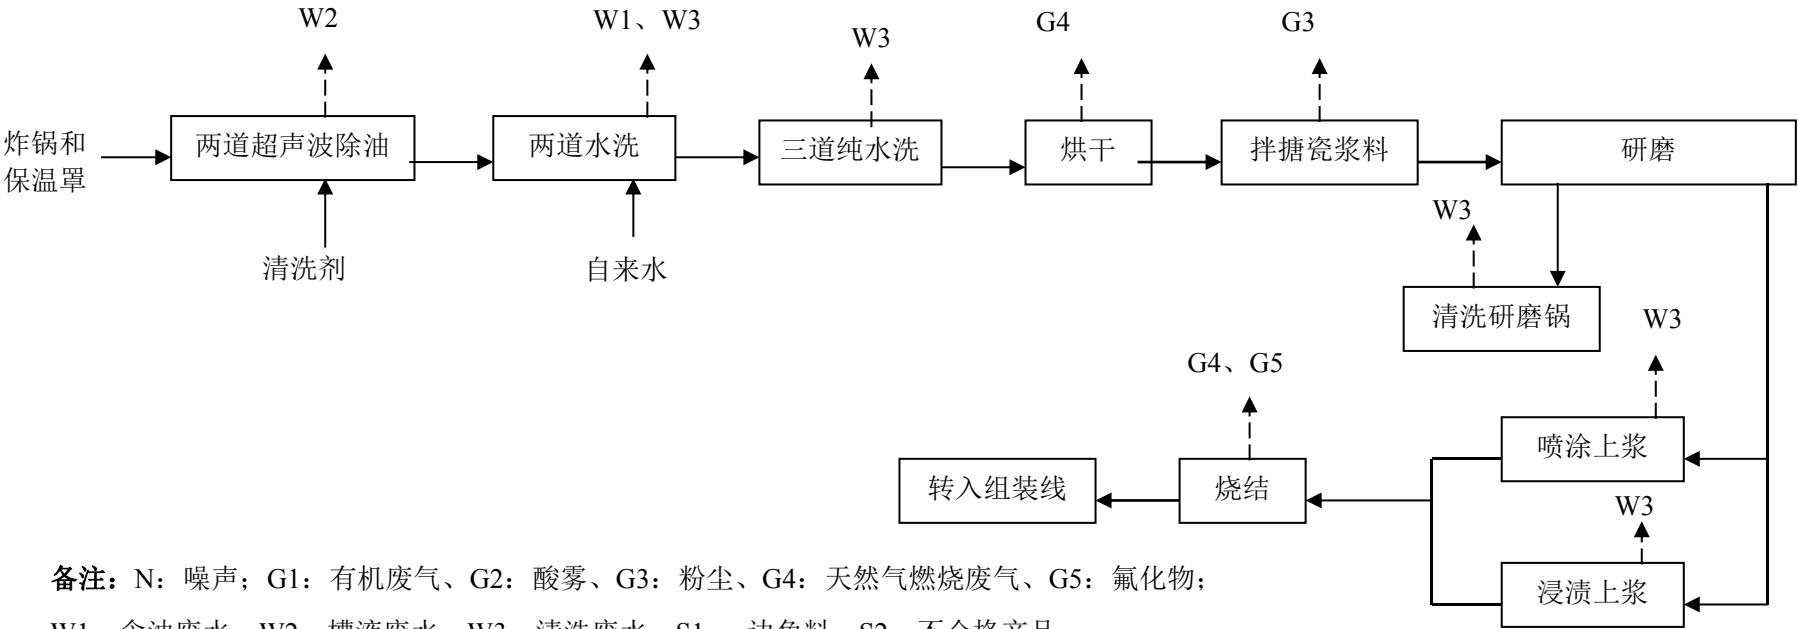 W2
W1、W3
W3
G4
G3
炸锅和
保温罩
两道超声波除油
两道水洗
三道纯水洗
烘干
拌搪瓷浆料
研磨
清洗剂
自来水
W3
清洗研磨锅
W3
G4、G5
喷涂上浆
转入组装线
烧结
W3
浸渍上浆
备注：N：噪声；G1：有机废气、G2：酸雾、G3：粉尘、G4：天然气燃烧废气、G5：氟化物；